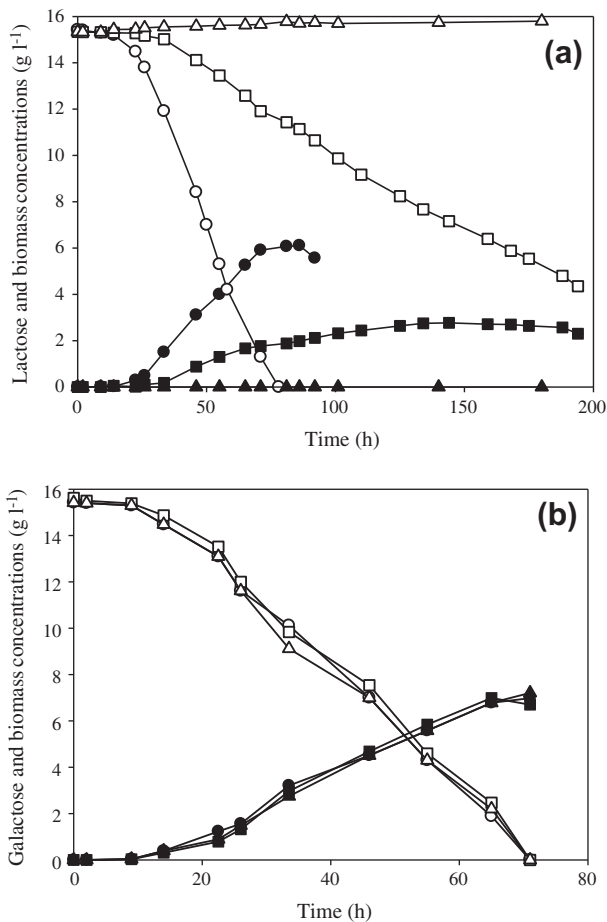 Lactose and biomass concentrations (g l-1)
16
14
12
10
8
6
4
2
0
(a)
0 50 100 150 200
Time (h)
Galactose and biomass concentrations (g l-1)
16
14
12
10
8
6
4
2
0
(b)
0 20 40 60 80
Time (h)